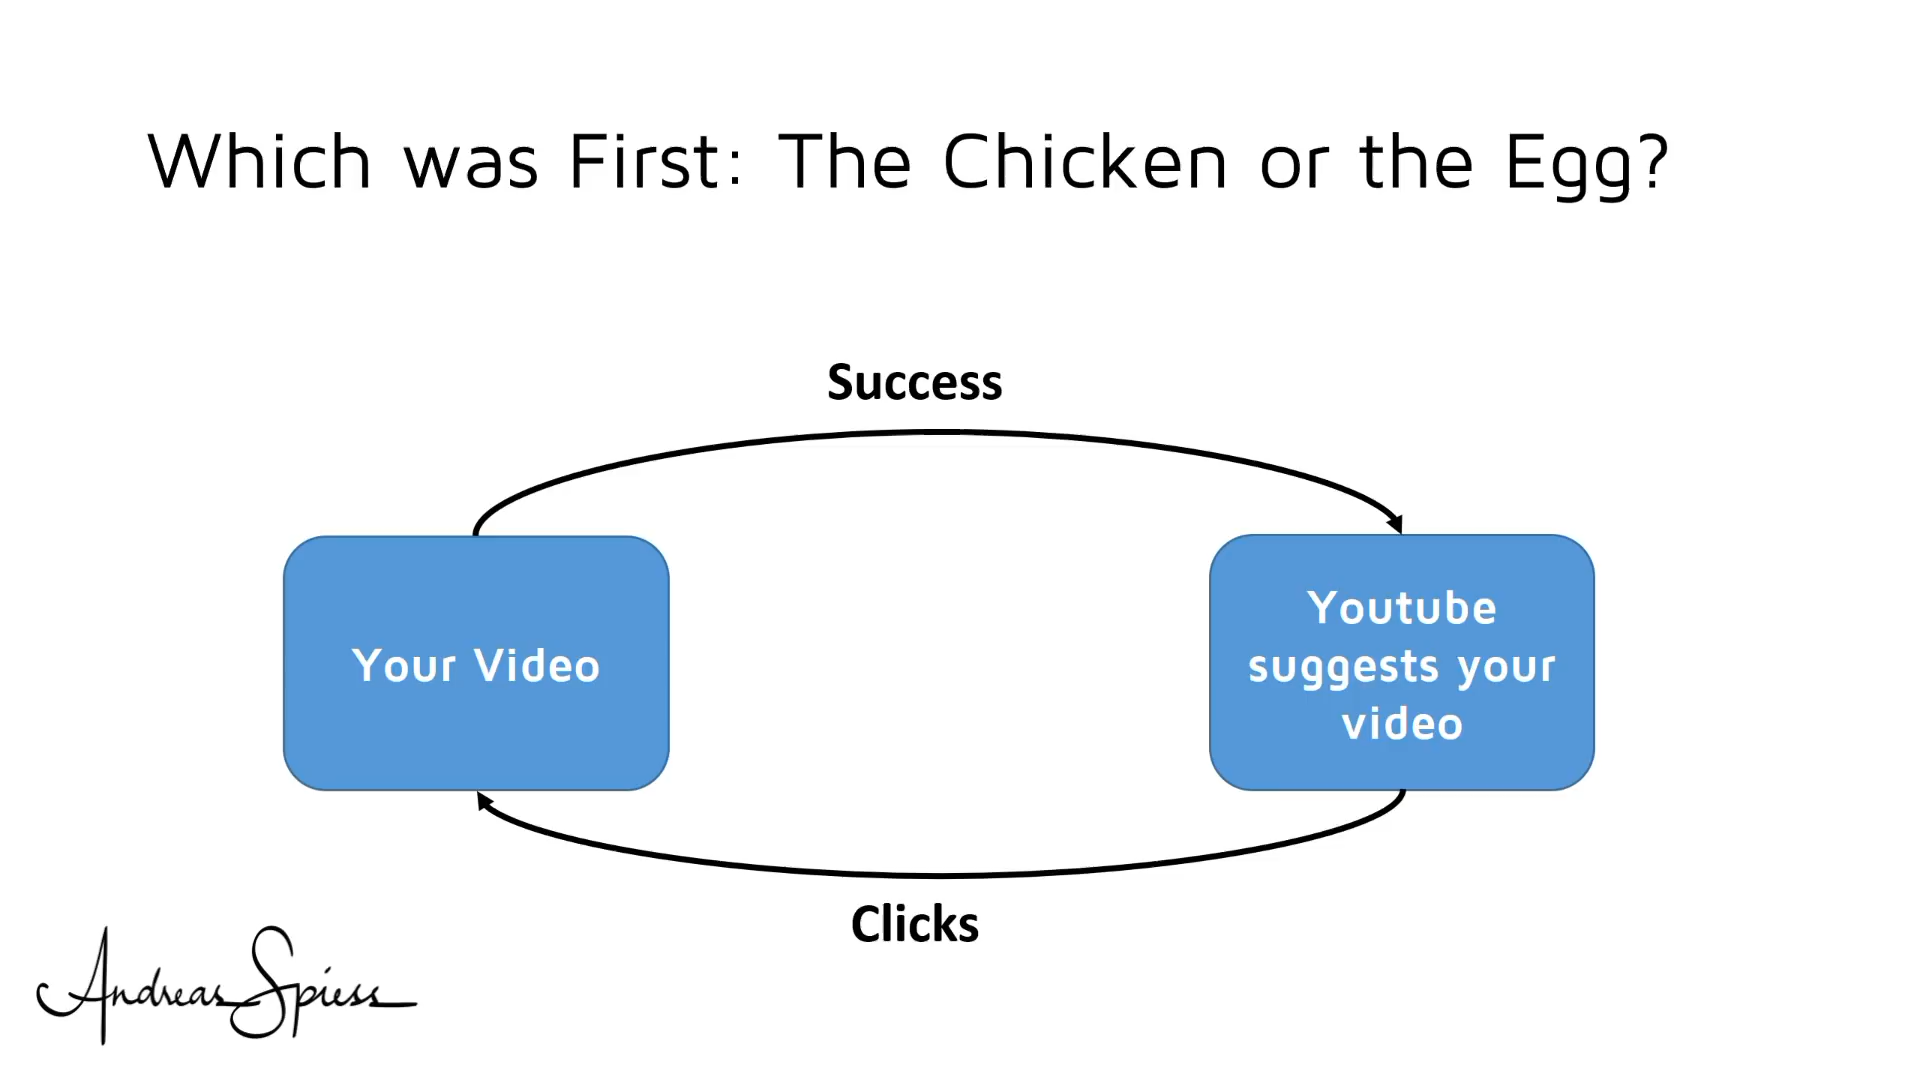 Which was First: The Chicken or the Egg?
Success
Your Video
Youtube
suggests your
video
Clicks
Andreas Spiess